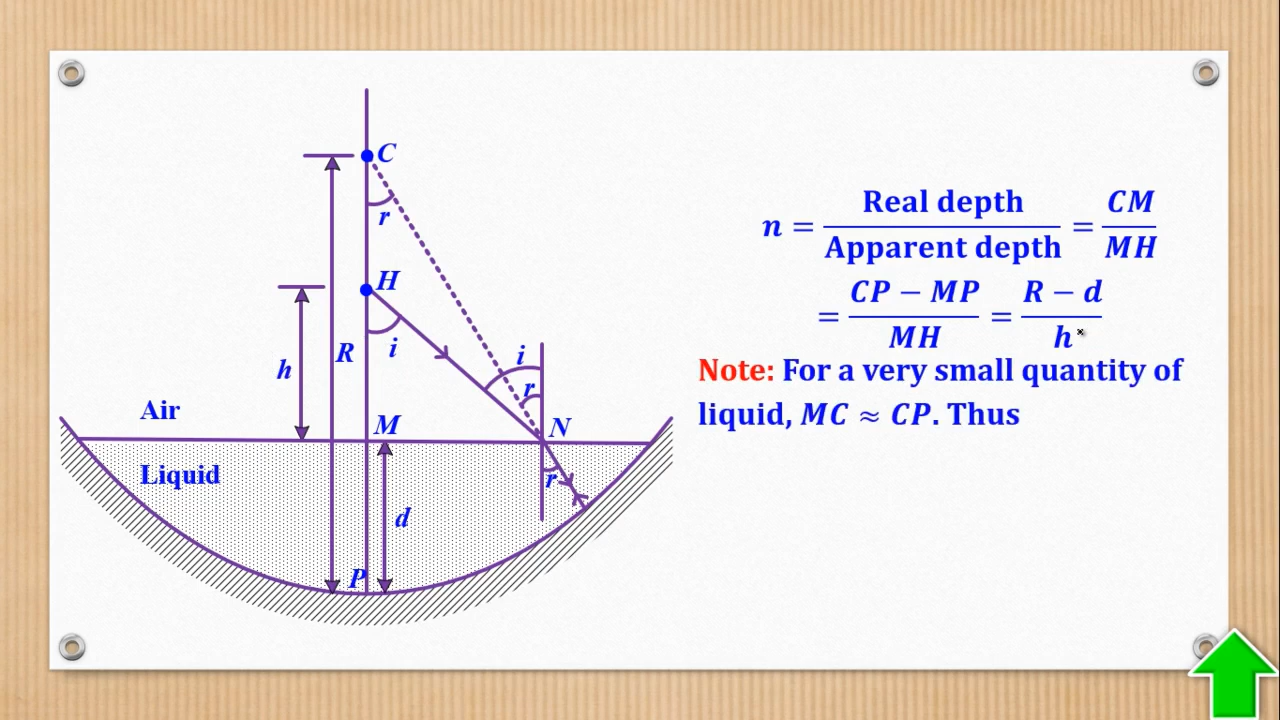 C
r
n = Real depth / Apparent depth = CM / MH
H
i
= CP − MP / MH = R − d / h
R
h
i
r
Note: For a very small quantity of
liquid, MC ≈ CP. Thus
Air
M
N
Liquid
r
d
P